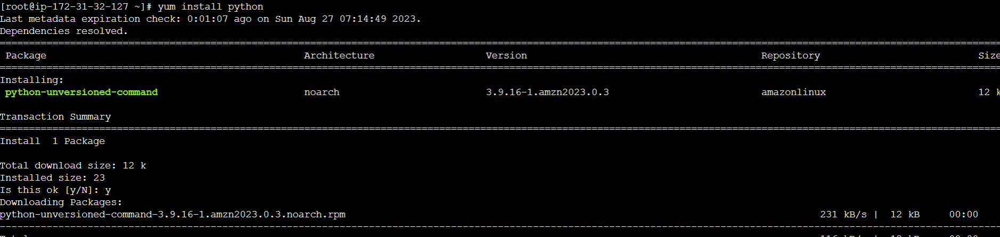 [root@ip-172-31-32-127 ~]# yum install python
Last metadata expiration check: 0:01:07 ago on Sun Aug 27 07:14:49 2023.
Dependencies resolved.
Package Architecture Version Repository Size
Installing:
python-unversioned-command noarch 3.9.16-1.amzn2023.0.3 amazonlinux 12 k
Transaction Summary
Install 1 Package
Total download size: 12 k
Installed size: 23
Is this ok [y/N]: y
Downloading Packages:
python-unversioned-command-3.9.16-1.amzn2023.0.3.noarch.rpm 231 kB/s | 12 kB 00:00